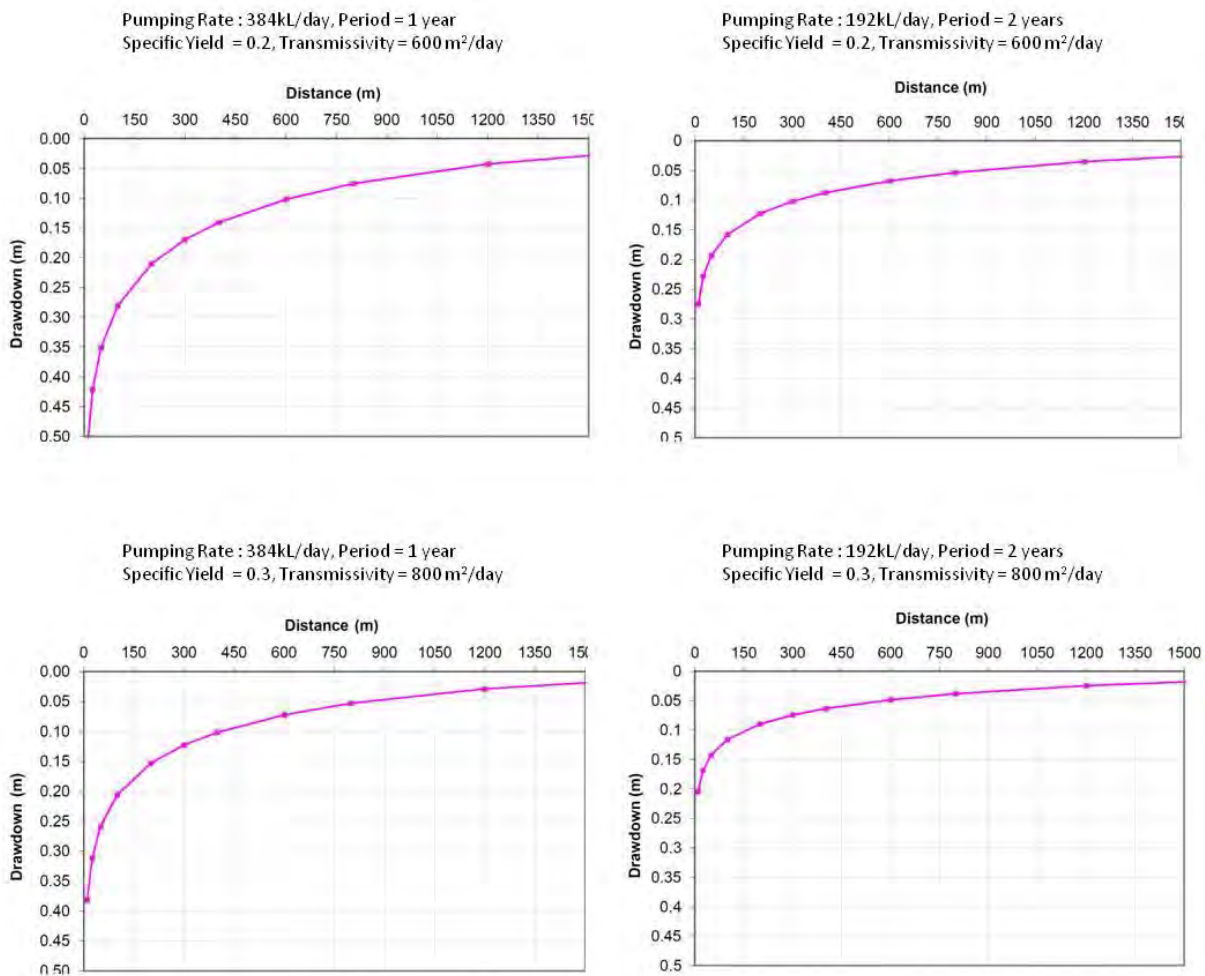 Pumping Rate : 384kL/day, Period = 1 year
Specific Yield = 0.2, Transmissivity = 600 m²/day
Distance (m)
0 150 300 450 600 750 900 1050 1200 1350 150
0.00
0.05
0.10
0.15
0.20
0.25
0.30
0.35
0.40
0.45
0.50
Drawdown (m)
Pumping Rate : 192kL/day, Period = 2 years
Specific Yield = 0.2, Transmissivity = 600 m²/day
Distance (m)
0 150 300 450 600 750 900 1050 1200 1350 150
0
0.05
0.1
0.15
0.2
0.25
0.3
0.35
0.4
0.45
0.5
Drawdown (m)
Pumping Rate : 384kL/day, Period = 1 year
Specific Yield = 0.3, Transmissivity = 800 m²/day
Distance (m)
0 150 300 450 600 750 900 1050 1200 1350 150
0.00
0.05
0.10
0.15
0.20
0.25
0.30
0.35
0.40
0.45
0.50
Drawdown (m)
Pumping Rate : 192kL/day, Period = 2 years
Specific Yield = 0.3, Transmissivity = 800 m²/day
Distance (m)
0 150 300 450 600 750 900 1050 1200 1350 1500
0
0.05
0.1
0.15
0.2
0.25
0.3
0.35
0.4
0.45
0.5
Drawdown (m)